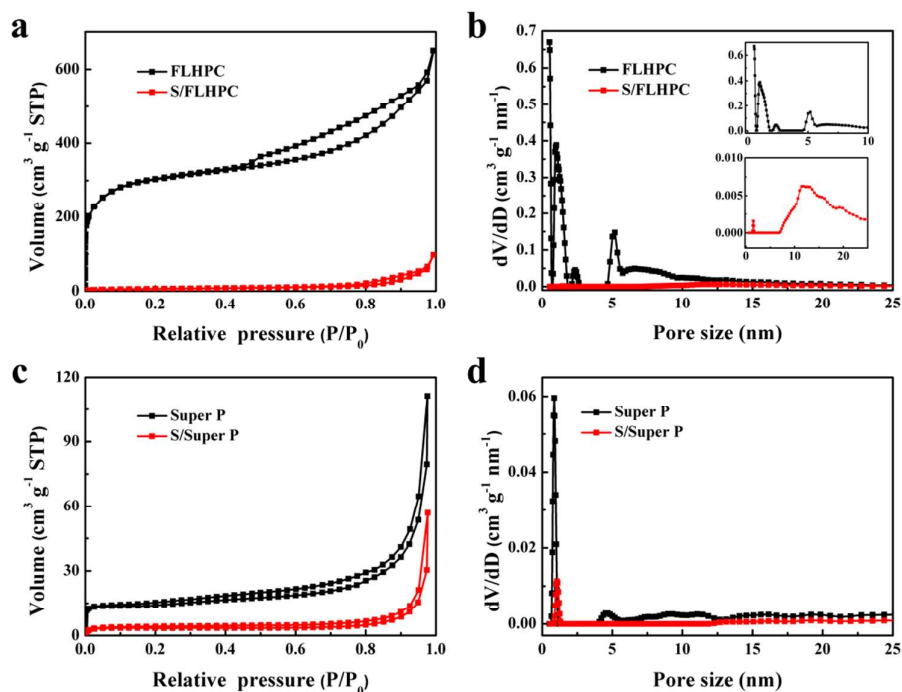 a
Volume (cm³ g⁻¹ STP)
600
400
200
0
FLHPC
S/FLHPC
0.0 0.2 0.4 0.6 0.8 1.0
Relative pressure (P/P₀)
b
dV/dD (cm³ g⁻¹ nm⁻¹)
0.7
0.6
0.5
0.4
0.3
0.2
0.1
0.0
FLHPC
S/FLHPC
0.6
0.4
0.2
0.0
0 5 10
0.010
0.005
0.000
0 10 20
0 5 10 15 20 25
Pore size (nm)
c
Volume (cm³ g⁻¹ STP)
120
90
60
30
0
Super P
S/Super P
0.0 0.2 0.4 0.6 0.8 1.0
Relative pressure (P/P₀)
d
dV/dD (cm³ g⁻¹ nm⁻¹)
0.06
0.04
0.02
0.00
Super P
S/Super P
0 5 10 15 20 25
Pore size (nm)